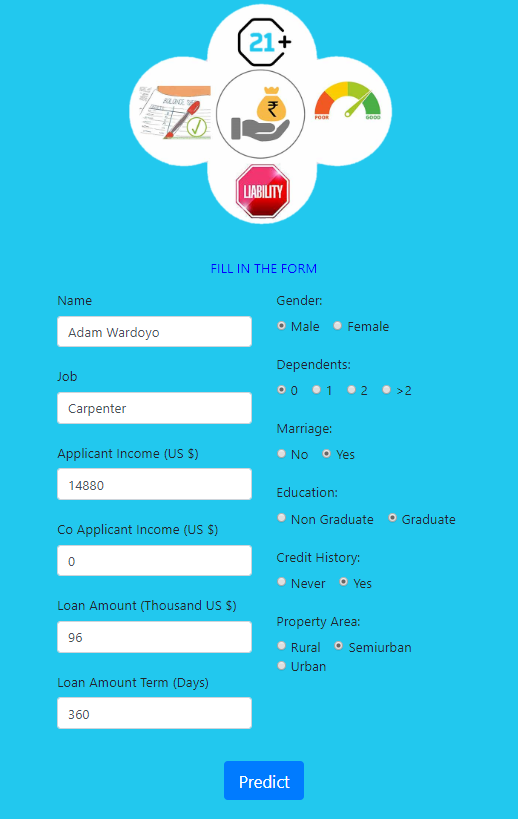 21+
BALANCE SHEET
₹
POOR
GOOD
LIABILITY
FILL IN THE FORM
Name
Adam Wardoyo
Job
Carpenter
Applicant Income (US $)
14880
Co Applicant Income (US $)
0
Loan Amount (Thousand US $)
96
Loan Amount Term (Days)
360
Gender:
Male Female
Dependents:
0 1 2 >2
Marriage:
No Yes
Education:
Non Graduate Graduate
Credit History:
Never Yes
Property Area:
Rural Semiurban
Urban
Predict